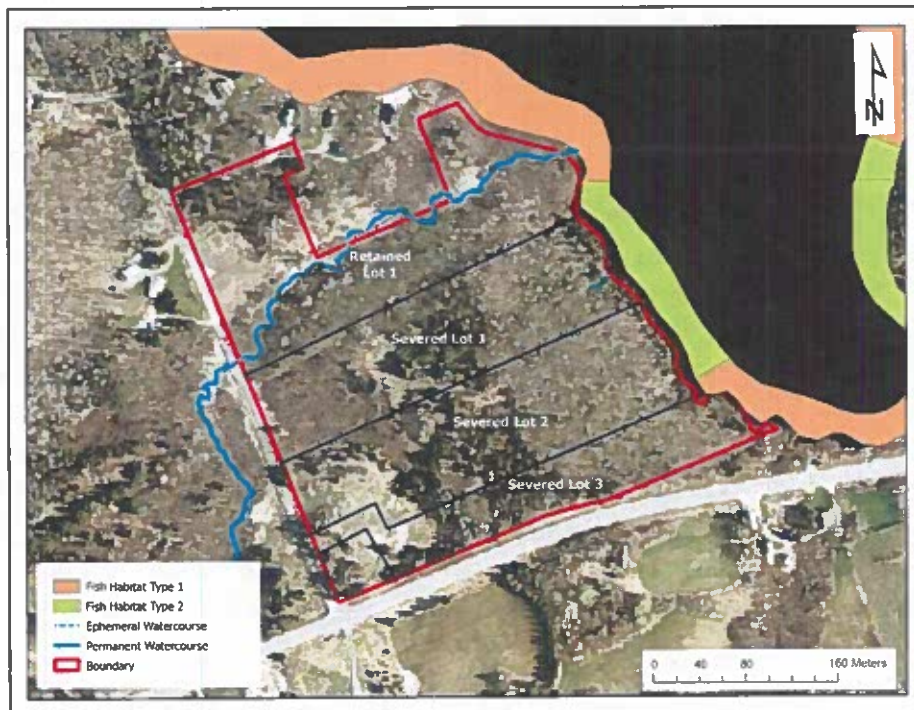 Z
Retained
Lot 1
Severed Lot 1
Severed Lot 2
Severed Lot 3
Fish Habitat Type 1
Fish Habitat Type 2
Ephemeral Watercourse
Permanent Watercourse
Boundary
0 40 80 160 Meters